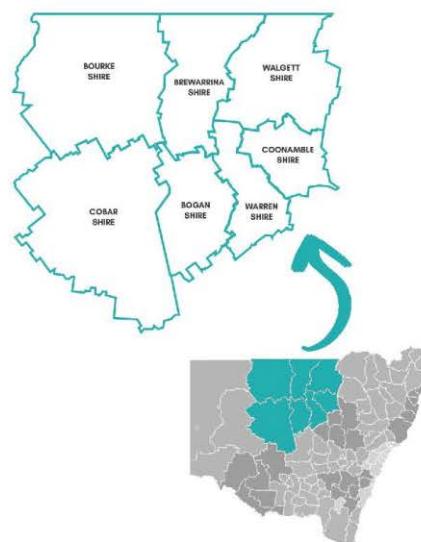 BOURKE
SHIRE
BREWARRINA
SHIRE
WALGETT
SHIRE
COONAMBLE
SHIRE
COBAR
SHIRE
BOGAN
SHIRE
WARREN
SHIRE